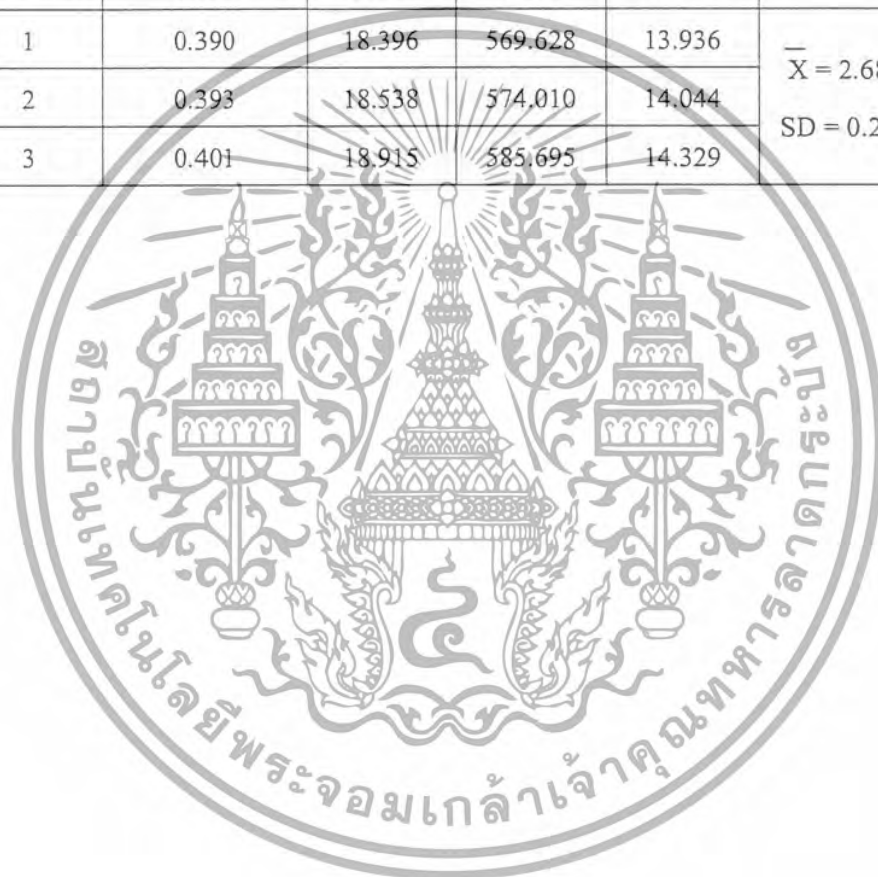 1 0.390 18.396 569.628 13.936
X̄ = 2.68
2 0.393 18.538 574.010 14.044
SD = 0.2
3 0.401 18.915 585.695 14.329
สถาบันเทคโนโลยีพระจอมเกล้าเจ้าคุณทหารลาดกระบัง
๔